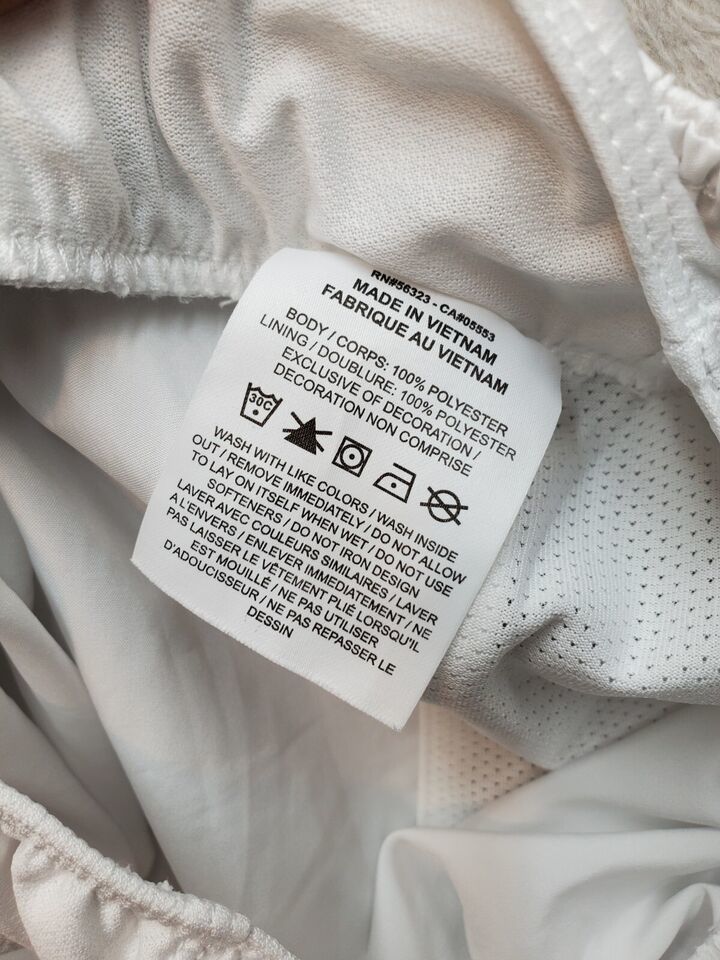 RN#56323 - CA#05553
MADE IN VIETNAM
FABRIQUE AU VIETNAM
BODY / CORPS: 100% POLYESTER
LINING / DOUBLURE: 100% POLYESTER
EXCLUSIVE OF DECORATION /
DECORATION NON COMPRISE
30C
WASH WITH LIKE COLORS / WASH INSIDE
OUT / REMOVE IMMEDIATELY / DO NOT ALLOW
TO LAY ON ITSELF WHEN WET / DO NOT USE
SOFTENERS / DO NOT IRON DESIGN
LAVER AVEC COULEURS SIMILAIRES / LAVER
A L'ENVERS / ENLEVER IMMEDIATEMENT / NE
PAS LAISSER LE VÊTEMENT PLIÉ LORSQU'IL
EST MOUILLÉ / NE PAS UTILISER
D'ADOUCISSEUR / NE PAS REPASSER LE
DESSIN